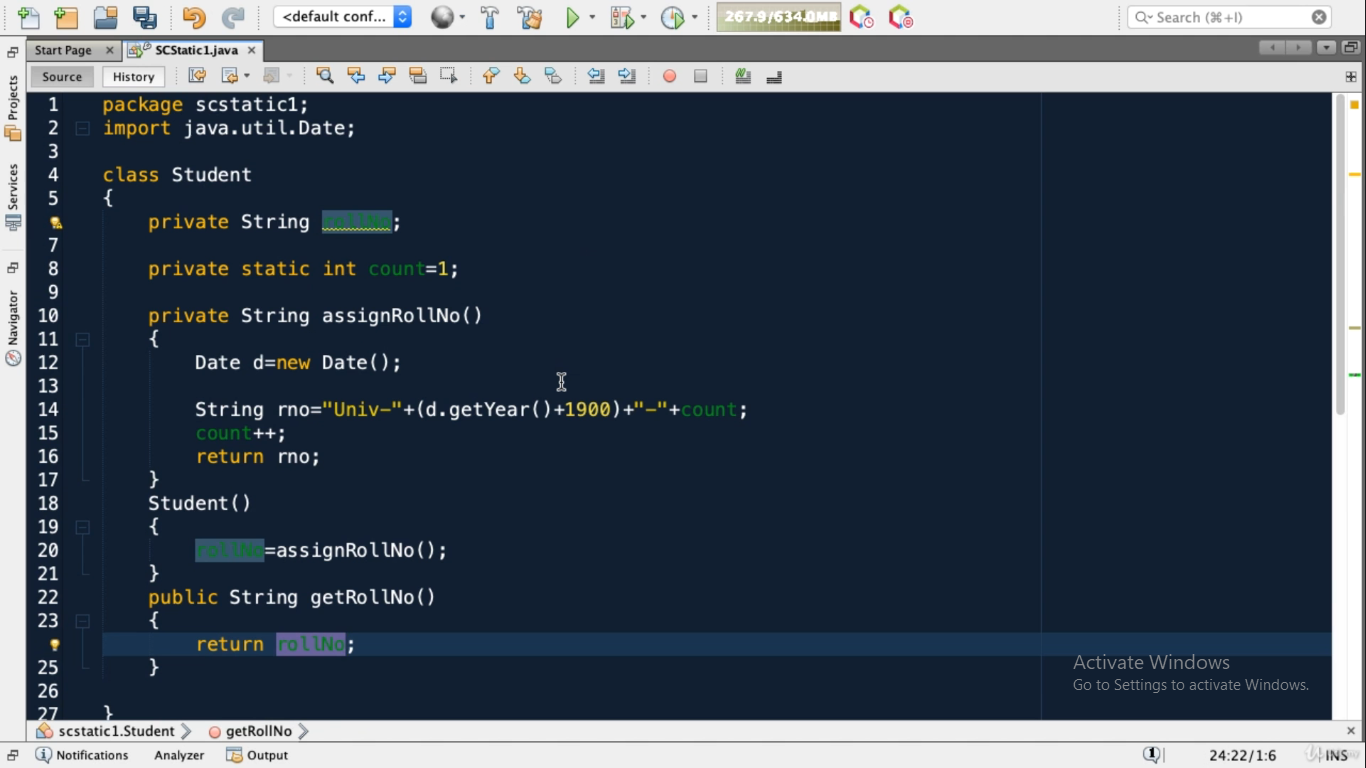 <default conf...
267.9/634.0MB
Search (⌘+I)
Start Page
SCStatic1.java
Source
History
Projects
Services
Navigator
1 package scstatic1;
2 import java.util.Date;
3
4 class Student
5 {
private String rollNo;
7
8 private static int count=1;
9
10 private String assignRollNo()
11 {
12 Date d=new Date();
13
14 String rno="Univ-"+(d.getYear()+1900)+"-"+count;
15 count++;
16 return rno;
17 }
18 Student()
19 {
20 rollNo=assignRollNo();
21 }
22 public String getRollNo()
23 {
return rollNo;
25 }
26
27 }
Activate Windows
Go to Settings to activate Windows.
scstatic1.Student
getRollNo
Notifications
Analyzer
Output
1
24:22/1:6
INS